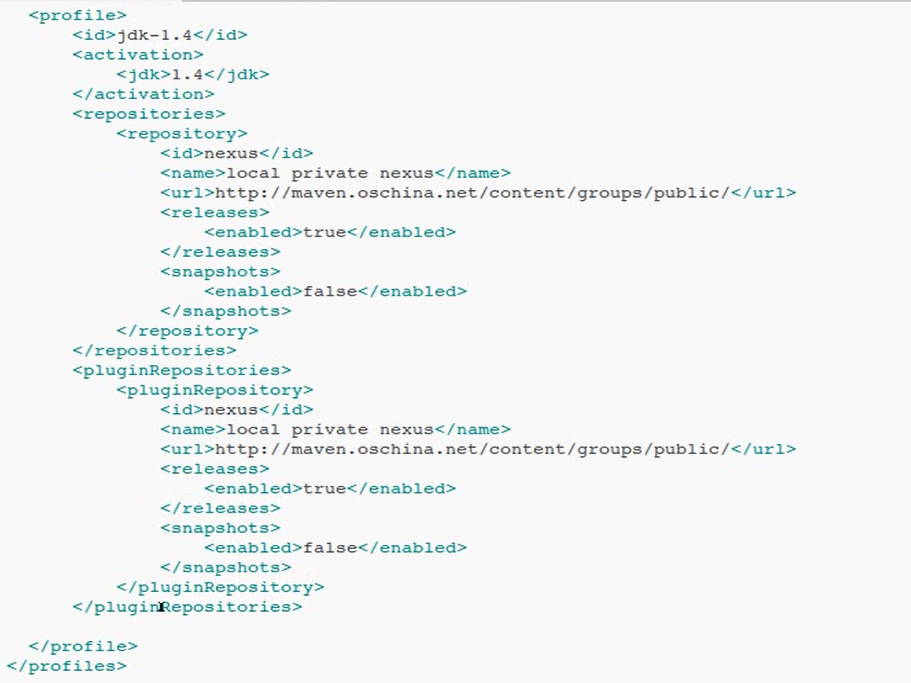 <profile>
<id>jdk-1.4</id>
<activation>
<jdk>1.4</jdk>
</activation>
<repositories>
<repository>
<id>nexus</id>
<name>local private nexus</name>
<url>http://maven.oschina.net/content/groups/public/</url>
<releases>
<enabled>true</enabled>
</releases>
<snapshots>
<enabled>false</enabled>
</snapshots>
</repository>
</repositories>
<pluginRepositories>
<pluginRepository>
<id>nexus</id>
<name>local private nexus</name>
<url>http://maven.oschina.net/content/groups/public/</url>
<releases>
<enabled>true</enabled>
</releases>
<snapshots>
<enabled>false</enabled>
</snapshots>
</pluginRepository>
</pluginRepositories>
</profile>
</profiles>